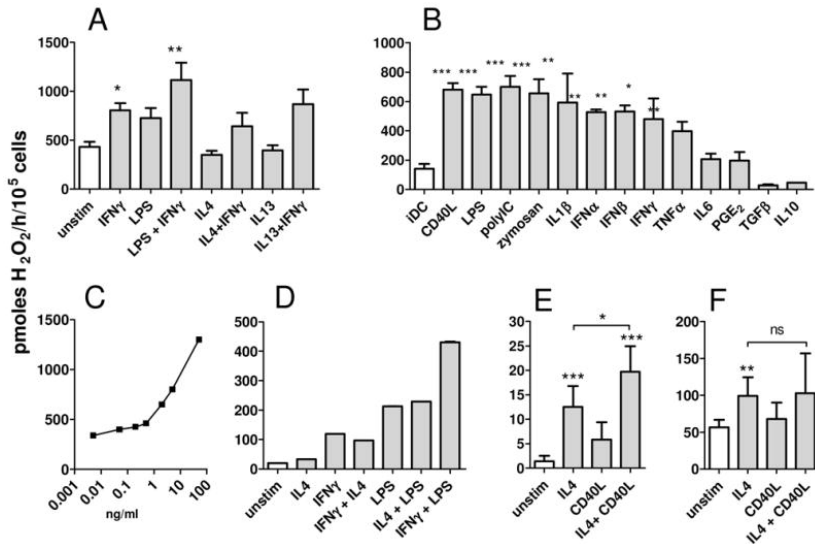 A
B
pmoles H₂O₂/h/10⁵ cells
1500
1000
500
0
**
*
unstim
IFNγ
LPS
LPS + IFNγ
IL4
IL4+IFNγ
IL13
IL13+IFNγ
1000
800
600
400
200
0
*** *** *** *** ** ** ** * **
iDC
CD40L
LPS
polyIC
zymosan
IL1β
IFNα
IFNβ
IFNγ
TNFα
IL6
PGE₂
TGFβ
IL10
C
1500
1000
500
0
0.001
0.01
0.1
1
10
100
ng/ml
D
500
400
300
200
100
0
unstim
IL4
IFNγ
IFNγ + IL4
LPS
IL4 + LPS
IFNγ + LPS
E
30
25
20
15
10
5
0
*
***
***
unstim
IL4
CD40L
IL4+ CD40L
F
200
150
100
50
0
ns
**
unstim
IL4
CD40L
IL4 + CD40L